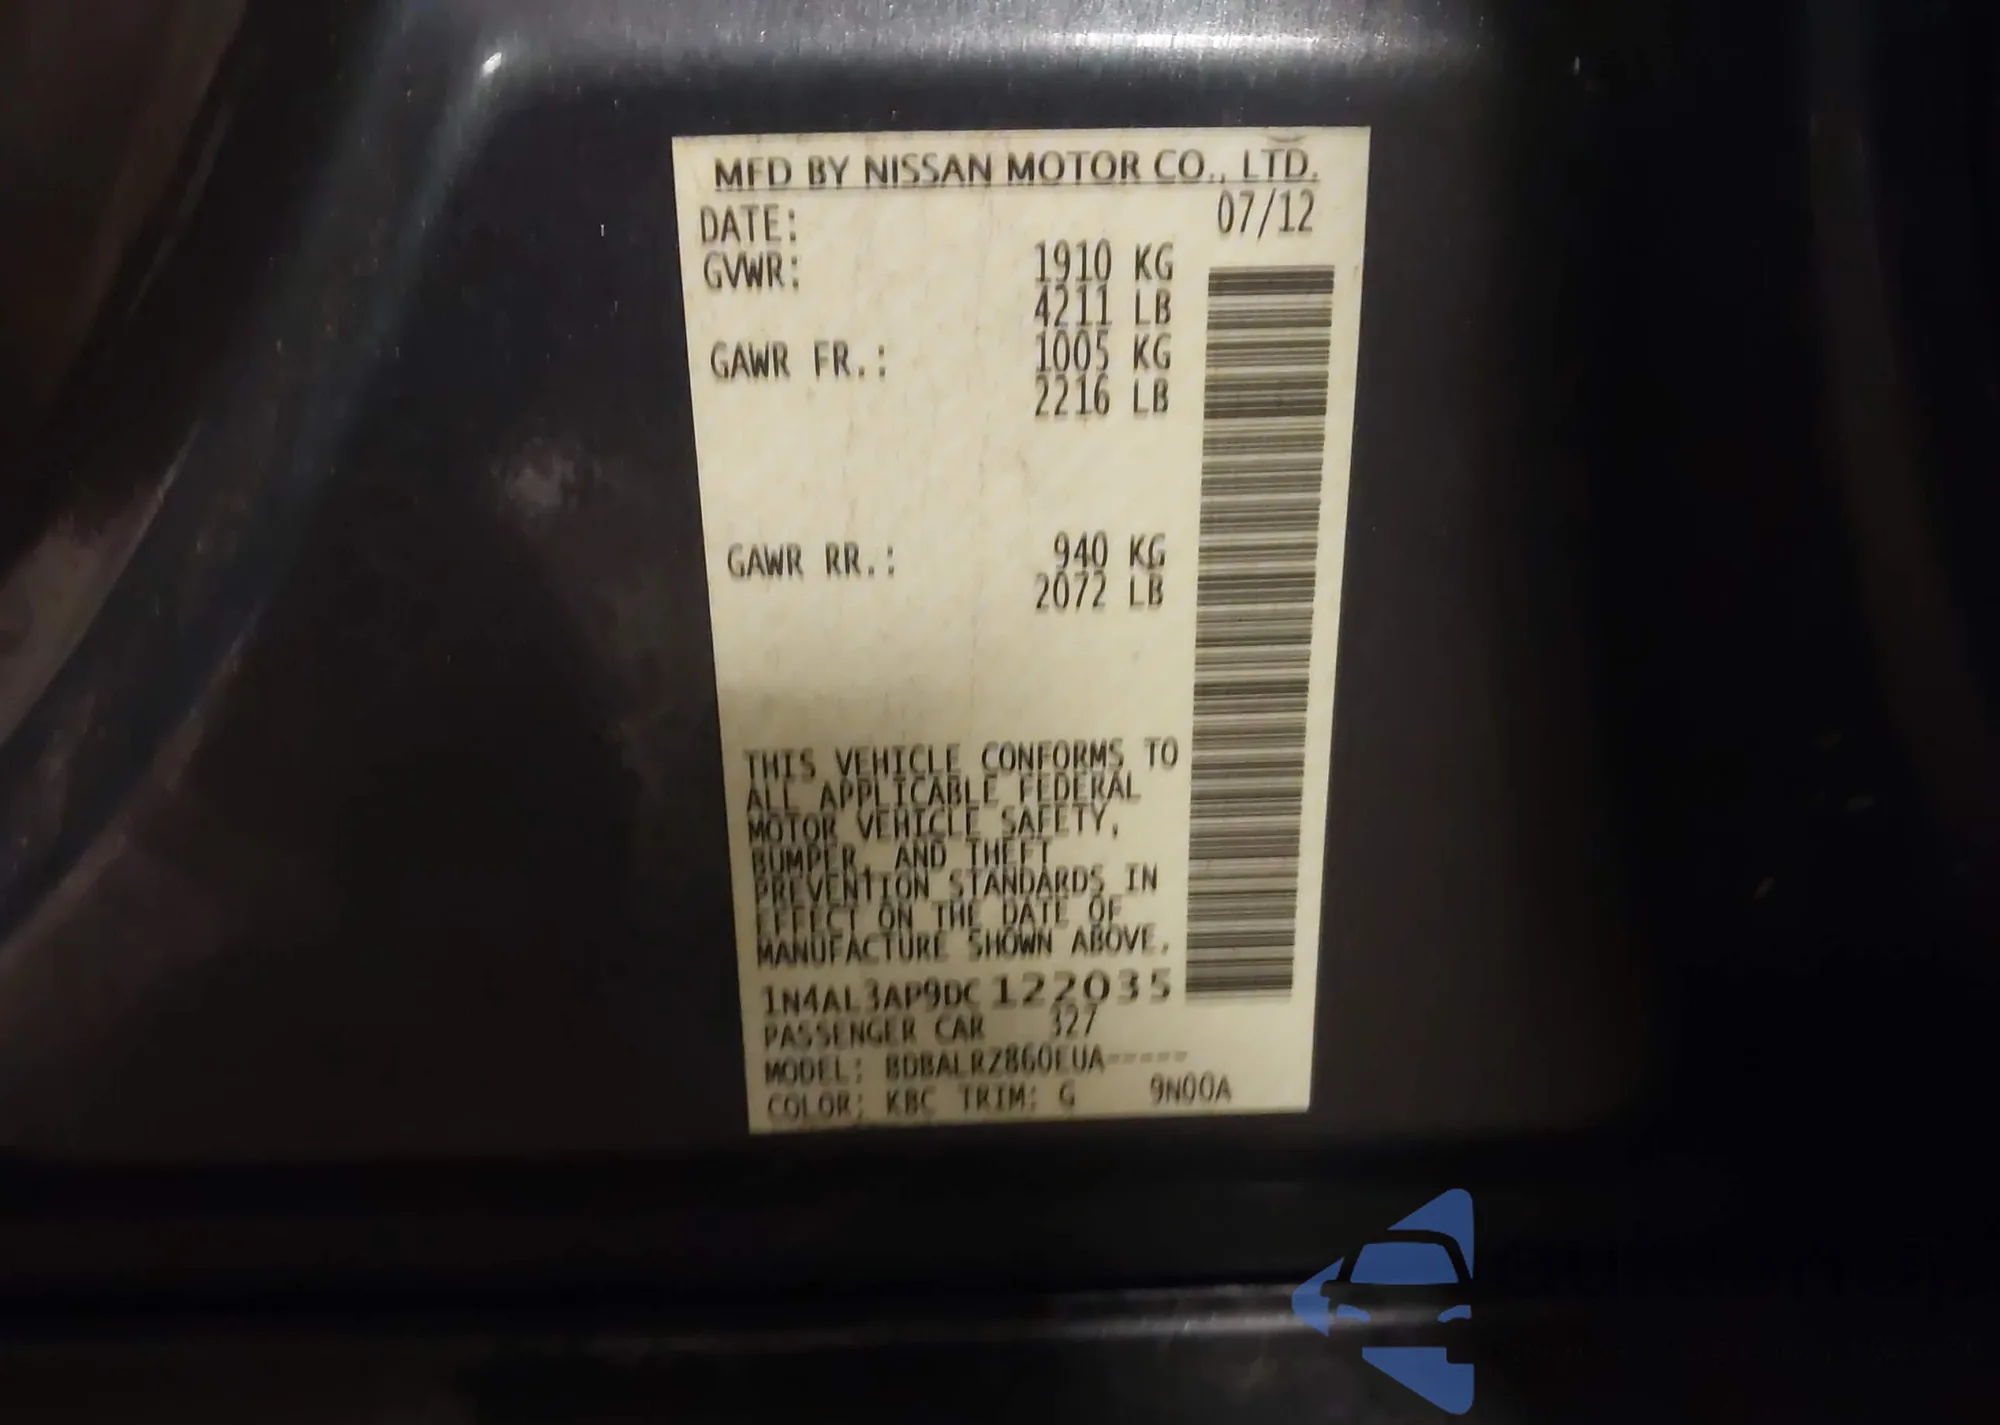 MFD BY NISSAN MOTOR CO., LTD.
DATE: 07/12
GVWR: 1910 KG
4211 LB
GAWR FR.: 1005 KG
2216 LB
GAWR RR.: 940 KG
2072 LB
THIS VEHICLE CONFORMS TO
ALL APPLICABLE FEDERAL
MOTOR VEHICLE SAFETY,
BUMPER, AND THEFT
PREVENTION STANDARDS IN
EFFECT ON THE DATE OF
MANUFACTURE SHOWN ABOVE.
1N4AL3AP9DC122035
PASSENGER CAR 327
MODEL: BDBALRZ860EUA-----
COLOR: KBC TRIM: G 9N00A